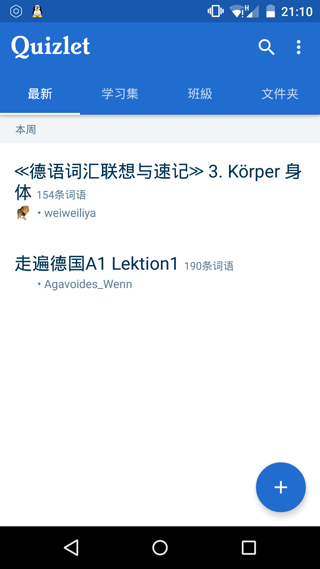 21:10
Quizlet
最新 学习集 班級 文件夹
本周
≪德语词汇联想与速记≫ 3. Körper 身
体 154条词语
• weiweiliya
走遍德国A1 Lektion1 190条词语
• Agavoides_Wenn